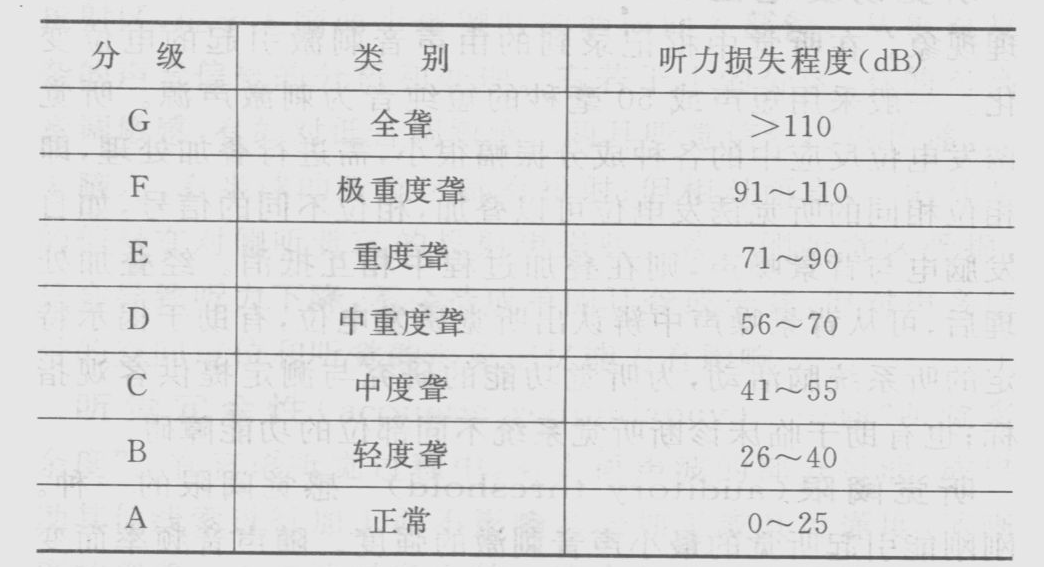 分 级 类 别 听力损失程度(dB)
G 全聋 >110
F 极重度聋 91～110
E 重度聋 71～90
D 中重度聋 56～70
C 中度聋 41～55
B 轻度聋 26～40
A 正常 0～25